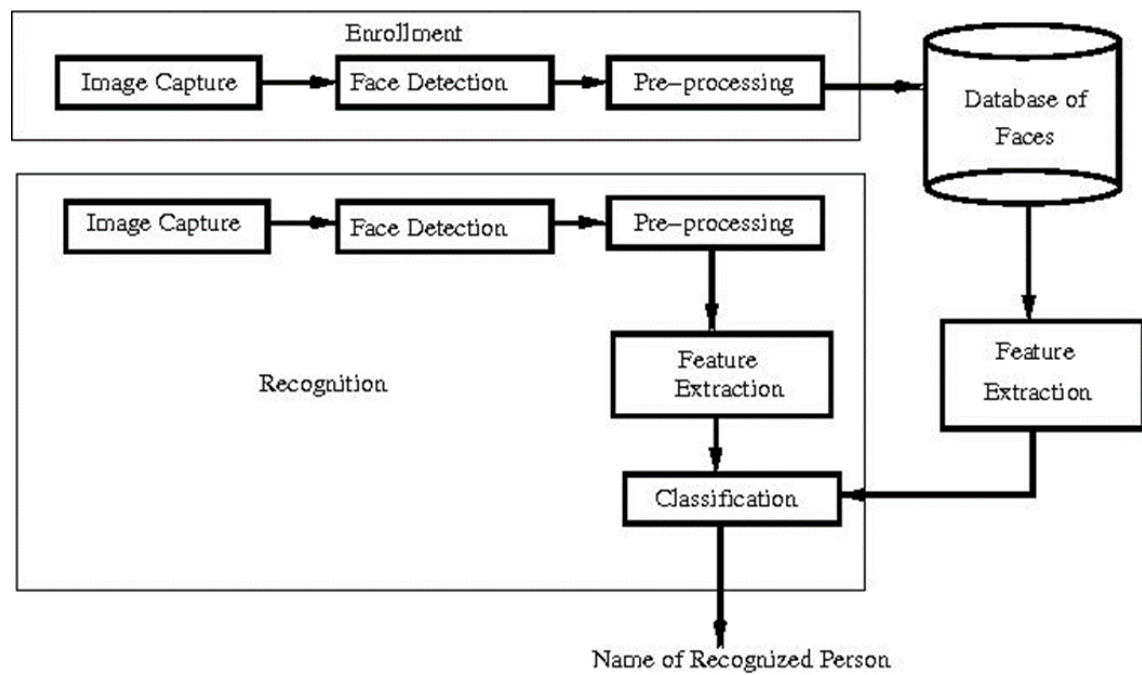 Enrollment
Image Capture
Face Detection
Pre–processing
Database of
Faces
Image Capture
Face Detection
Pre–processing
Feature
Extraction
Feature
Extraction
Recognition
Classification
Name of Recognized Person